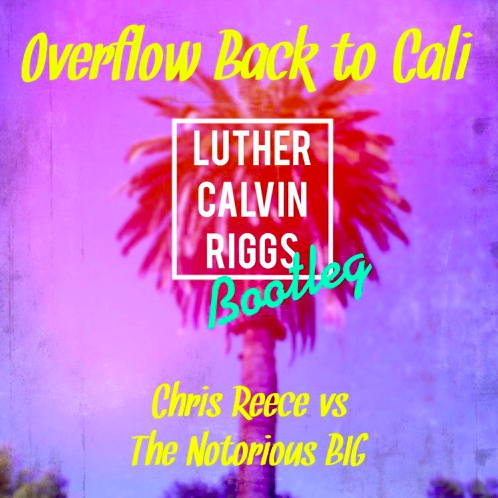 Overflow Back to Cali
LUTHER
CALVIN
RIGGS
Bootleg
Chris Reece vs
The Notorious BIG